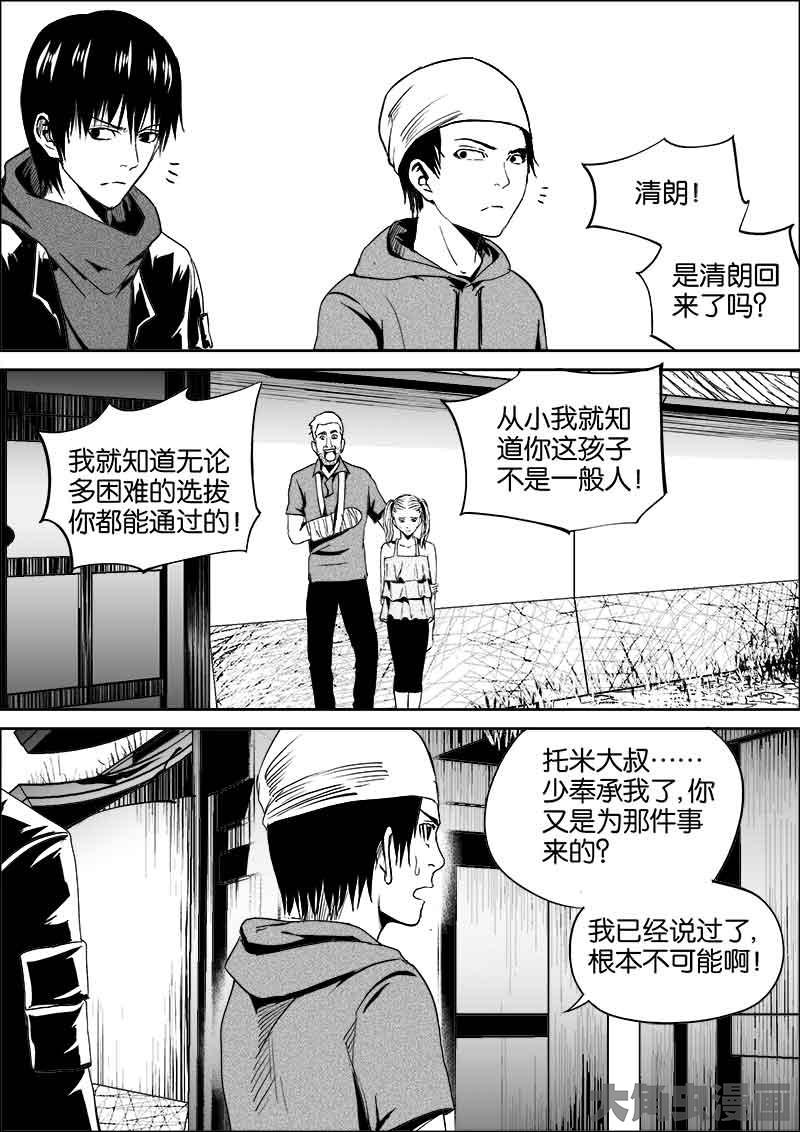 清朗！
是清朗回
来了吗？
我就知道无论
多困难的选拔
你都能通过的！
从小我就知
道你这孩子
不是一般人！
托米大叔……
少奉承我了，你
又是为那件事
来的？
我已经说过了，
根本不可能啊！
大角虫漫画